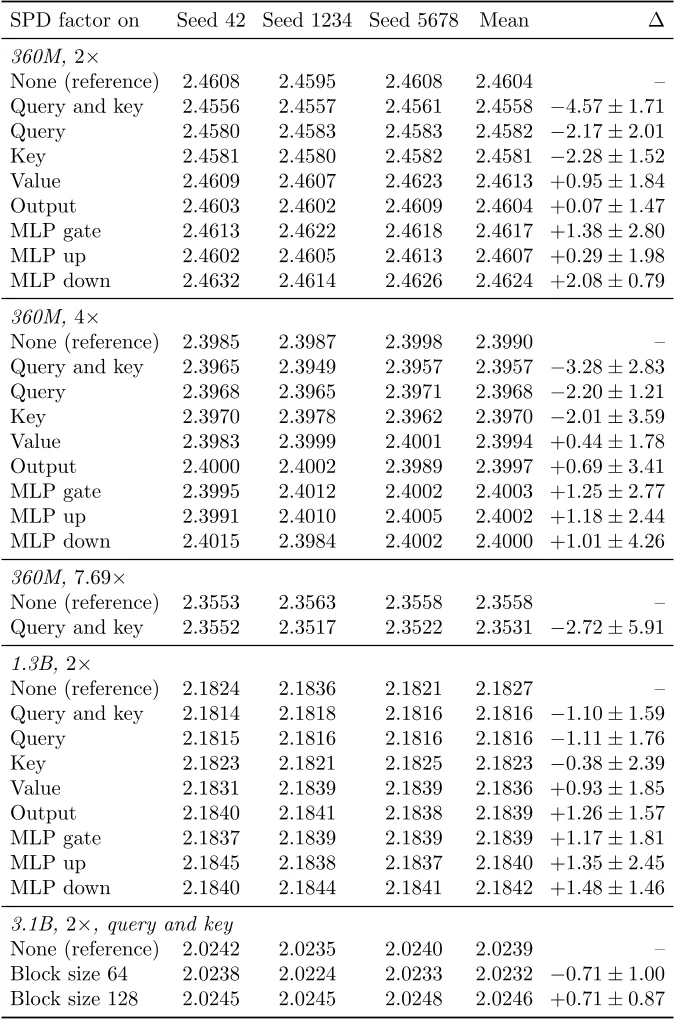 SPD factor on Seed 42 Seed 1234 Seed 5678 Mean Δ
360M, 2×
None (reference) 2.4608 2.4595 2.4608 2.4604 –
Query and key 2.4556 2.4557 2.4561 2.4558 −4.57 ± 1.71
Query 2.4580 2.4583 2.4583 2.4582 −2.17 ± 2.01
Key 2.4581 2.4580 2.4582 2.4581 −2.28 ± 1.52
Value 2.4609 2.4607 2.4623 2.4613 +0.95 ± 1.84
Output 2.4603 2.4602 2.4609 2.4604 +0.07 ± 1.47
MLP gate 2.4613 2.4622 2.4618 2.4617 +1.38 ± 2.80
MLP up 2.4602 2.4605 2.4613 2.4607 +0.29 ± 1.98
MLP down 2.4632 2.4614 2.4626 2.4624 +2.08 ± 0.79
360M, 4×
None (reference) 2.3985 2.3987 2.3998 2.3990 –
Query and key 2.3965 2.3949 2.3957 2.3957 −3.28 ± 2.83
Query 2.3968 2.3965 2.3971 2.3968 −2.20 ± 1.21
Key 2.3970 2.3978 2.3962 2.3970 −2.01 ± 3.59
Value 2.3983 2.3999 2.4001 2.3994 +0.44 ± 1.78
Output 2.4000 2.4002 2.3989 2.3997 +0.69 ± 3.41
MLP gate 2.3995 2.4012 2.4002 2.4003 +1.25 ± 2.77
MLP up 2.3991 2.4010 2.4005 2.4002 +1.18 ± 2.44
MLP down 2.4015 2.3984 2.4002 2.4000 +1.01 ± 4.26
360M, 7.69×
None (reference) 2.3553 2.3563 2.3558 2.3558 –
Query and key 2.3552 2.3517 2.3522 2.3531 −2.72 ± 5.91
1.3B, 2×
None (reference) 2.1824 2.1836 2.1821 2.1827 –
Query and key 2.1814 2.1818 2.1816 2.1816 −1.10 ± 1.59
Query 2.1815 2.1816 2.1816 2.1816 −1.11 ± 1.76
Key 2.1823 2.1821 2.1825 2.1823 −0.38 ± 2.39
Value 2.1831 2.1839 2.1839 2.1836 +0.93 ± 1.85
Output 2.1840 2.1841 2.1838 2.1839 +1.26 ± 1.57
MLP gate 2.1837 2.1839 2.1839 2.1839 +1.17 ± 1.81
MLP up 2.1845 2.1838 2.1837 2.1840 +1.35 ± 2.45
MLP down 2.1840 2.1844 2.1841 2.1842 +1.48 ± 1.46
3.1B, 2×, query and key
None (reference) 2.0242 2.0235 2.0240 2.0239 –
Block size 64 2.0238 2.0224 2.0233 2.0232 −0.71 ± 1.00
Block size 128 2.0245 2.0245 2.0248 2.0246 +0.71 ± 0.87